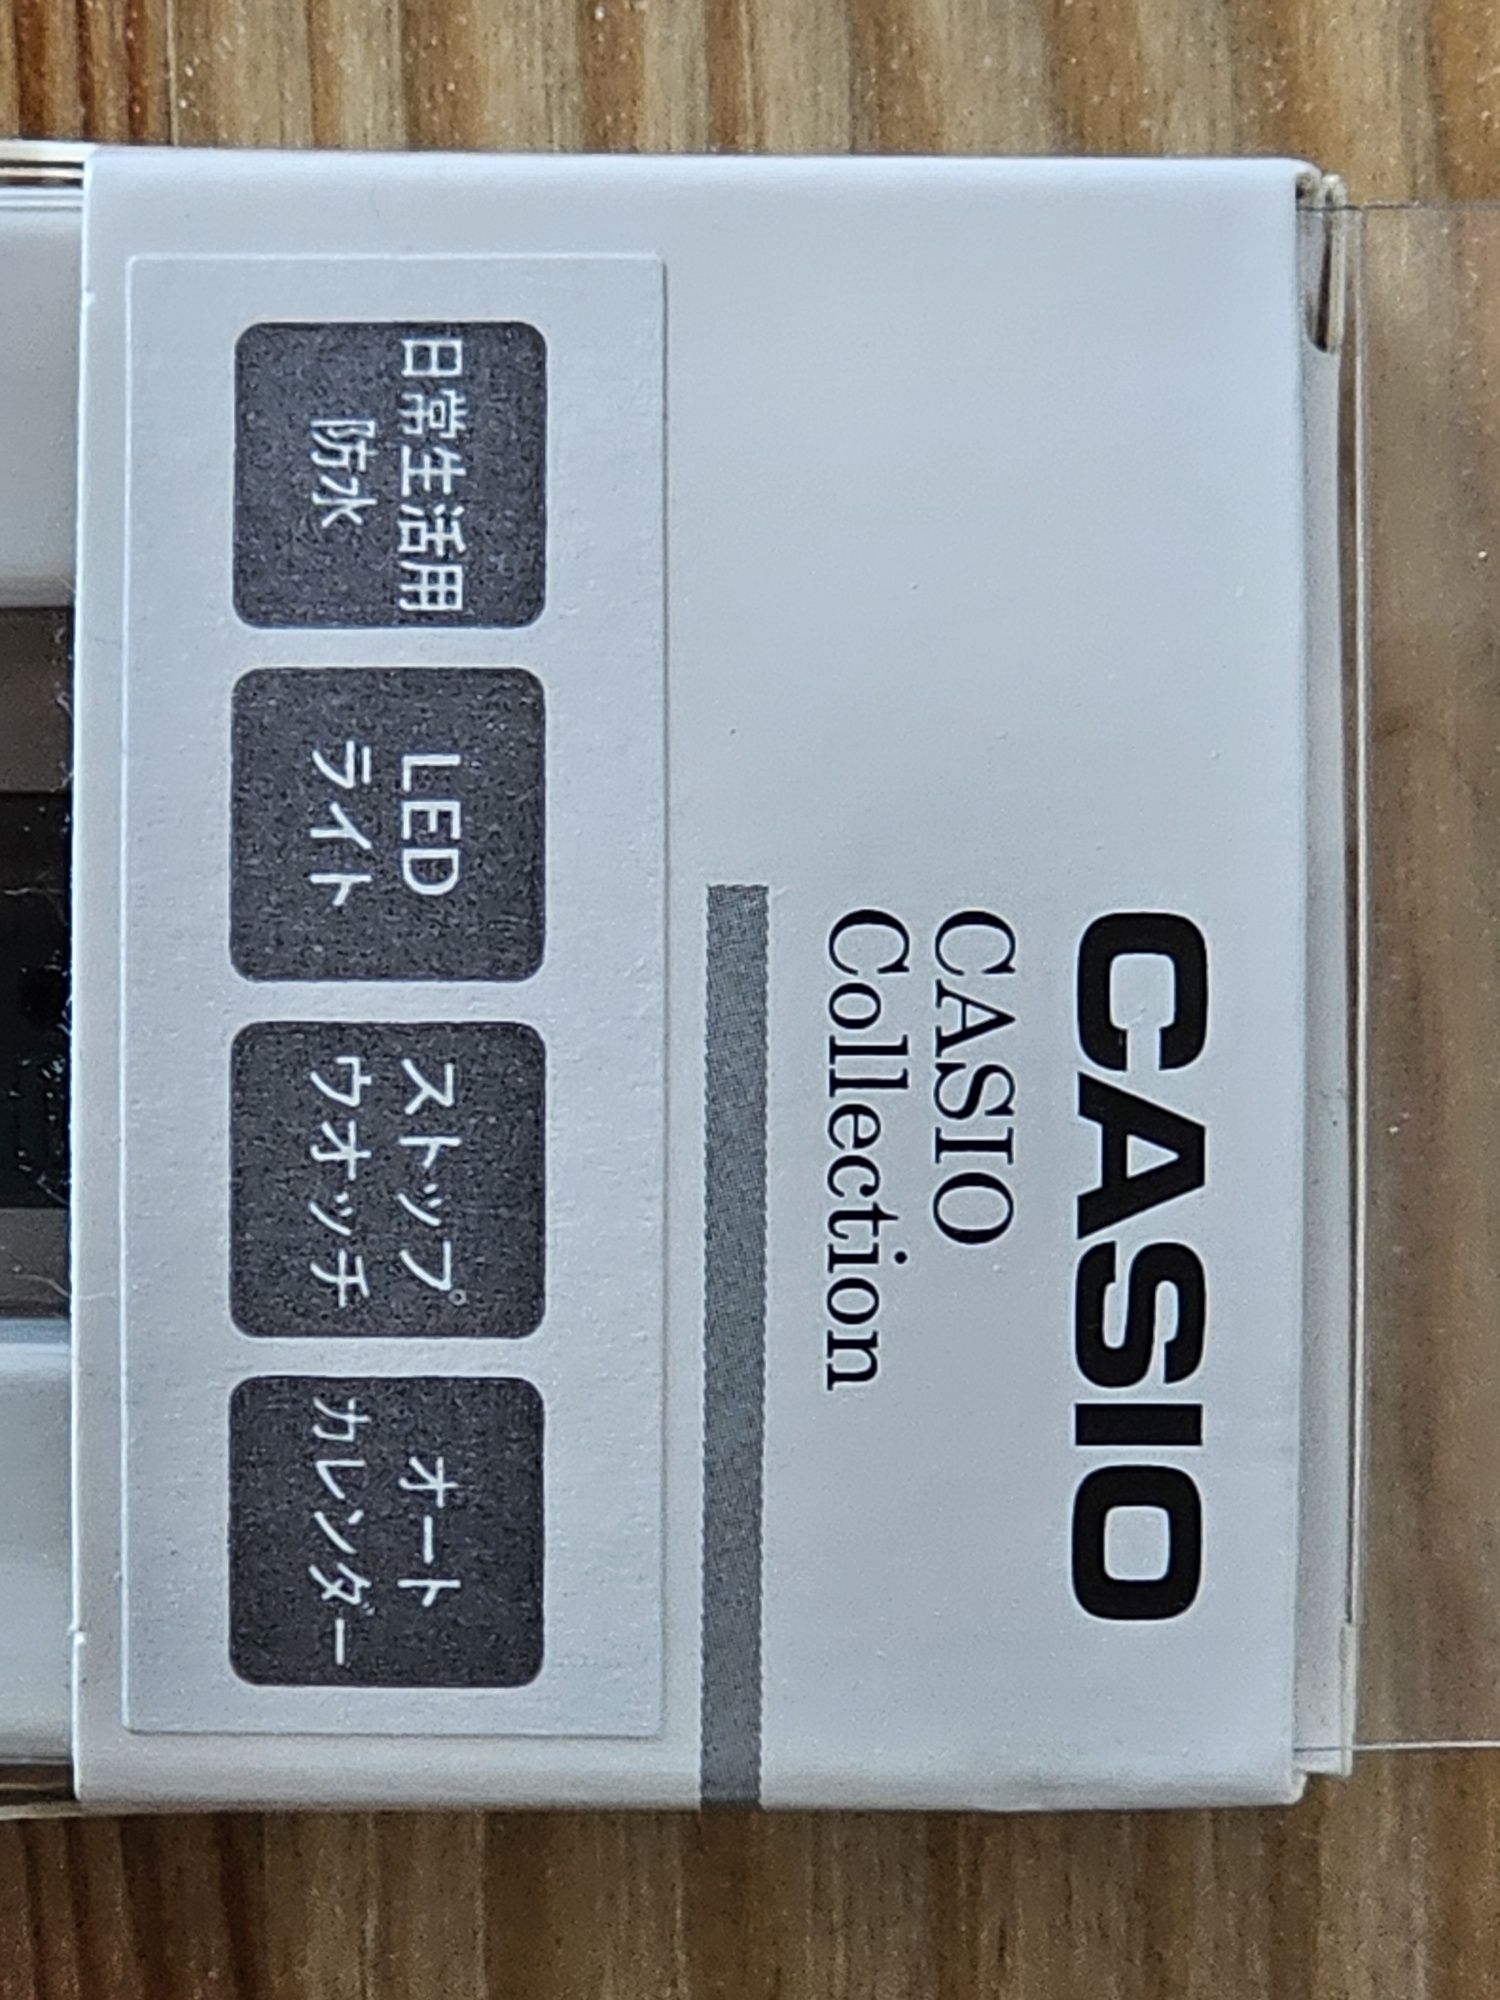 CASIO
CASIO
Collection
日常生活用
防水
LED
ライト
ストップ
ウオッチ
オート
カレンダー